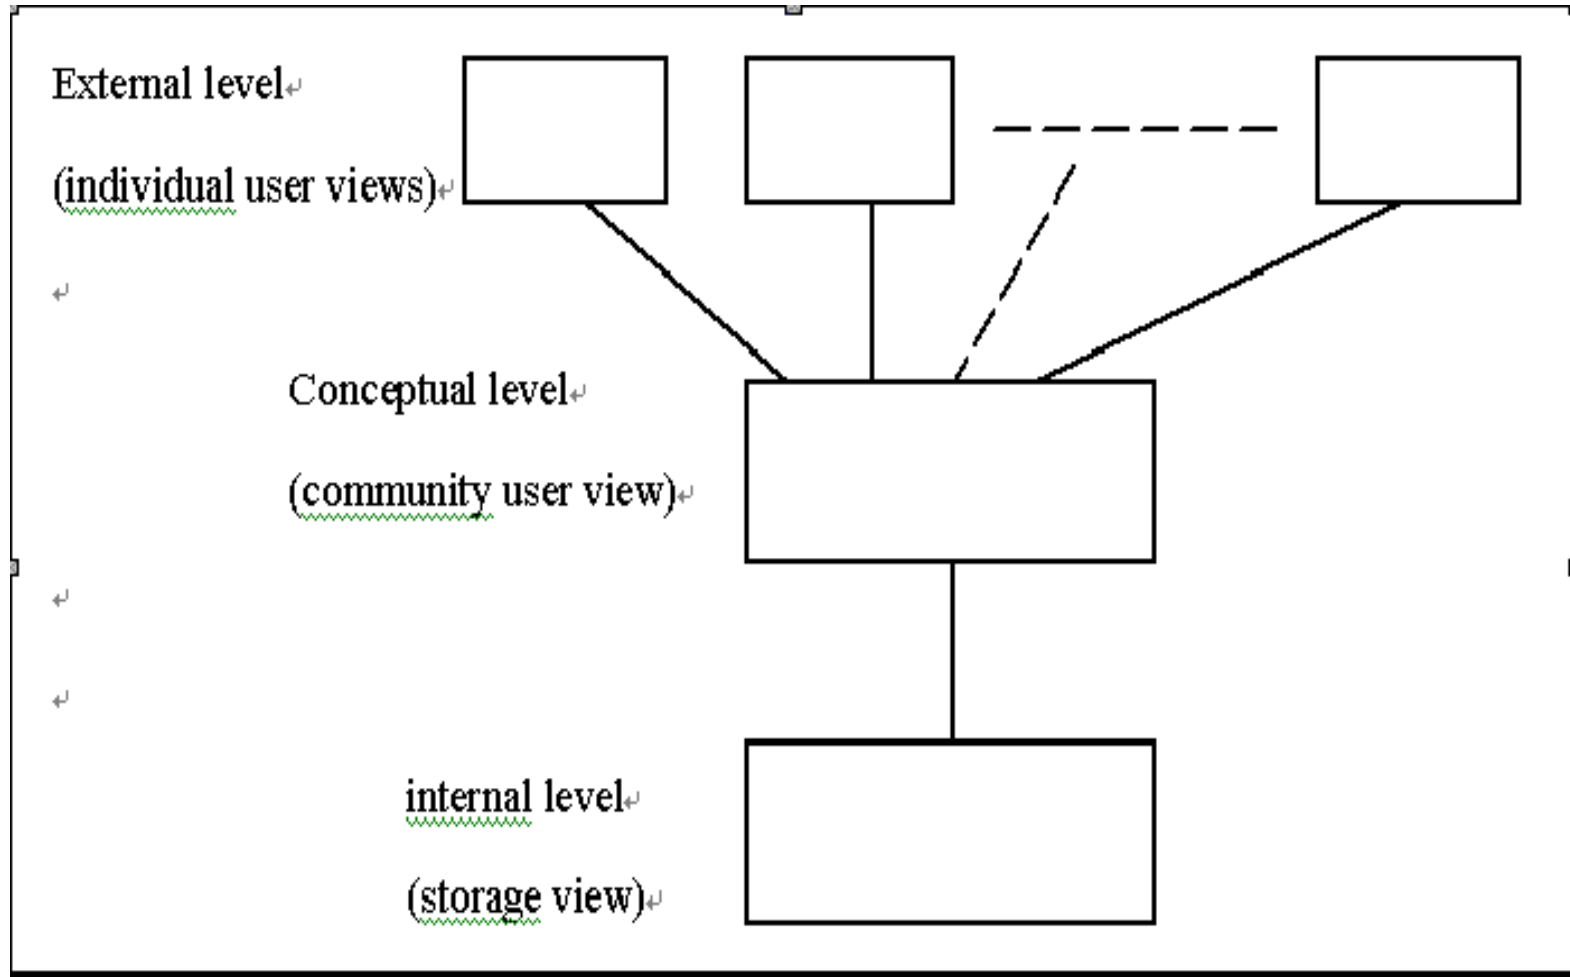 External level
(individual user views)
Conceptual level
(community user view)
internal level
(storage view)